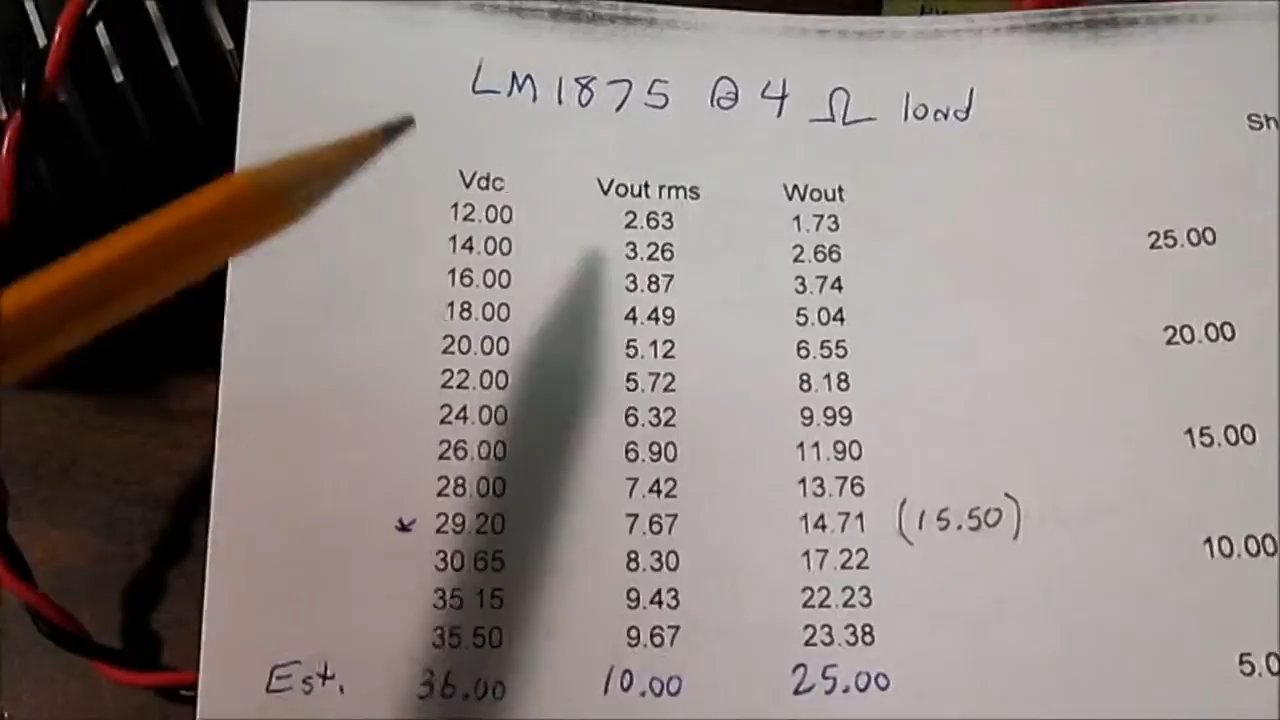 LM1875 @ 4 Ω load
Sh
Vdc Vout rms Wout
12.00 2.63 1.73
14.00 3.26 2.66 25.00
16.00 3.87 3.74
18.00 4.49 5.04
20.00 5.12 6.55 20.00
22.00 5.72 8.18
24.00 6.32 9.99
26.00 6.90 11.90 15.00
28.00 7.42 13.76
* 29.20 7.67 14.71 (15.50)
30 65 8.30 17.22 10.00
35 15 9.43 22.23
35.50 9.67 23.38
Est. 36.00 10.00 25.00 5.0